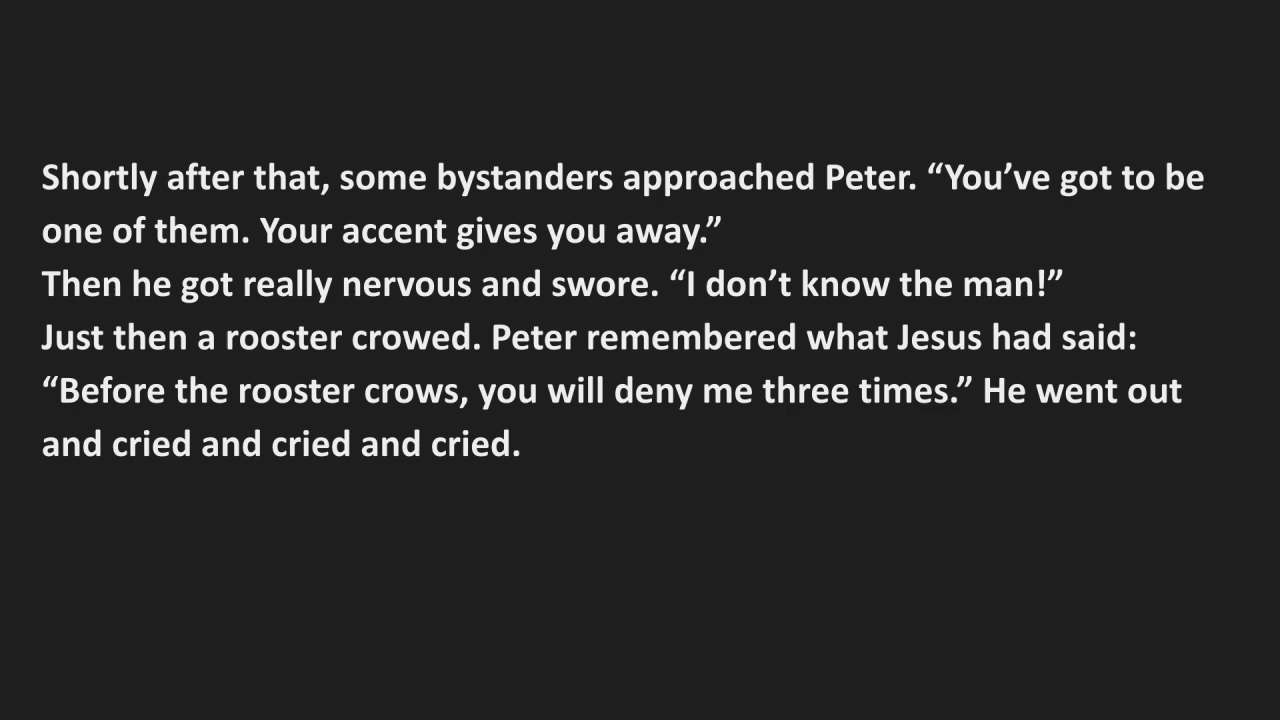 Shortly after that, some bystanders approached Peter. “You’ve got to be
one of them. Your accent gives you away.”
Then he got really nervous and swore. “I don’t know the man!”
Just then a rooster crowed. Peter remembered what Jesus had said:
“Before the rooster crows, you will deny me three times.” He went out
and cried and cried and cried.